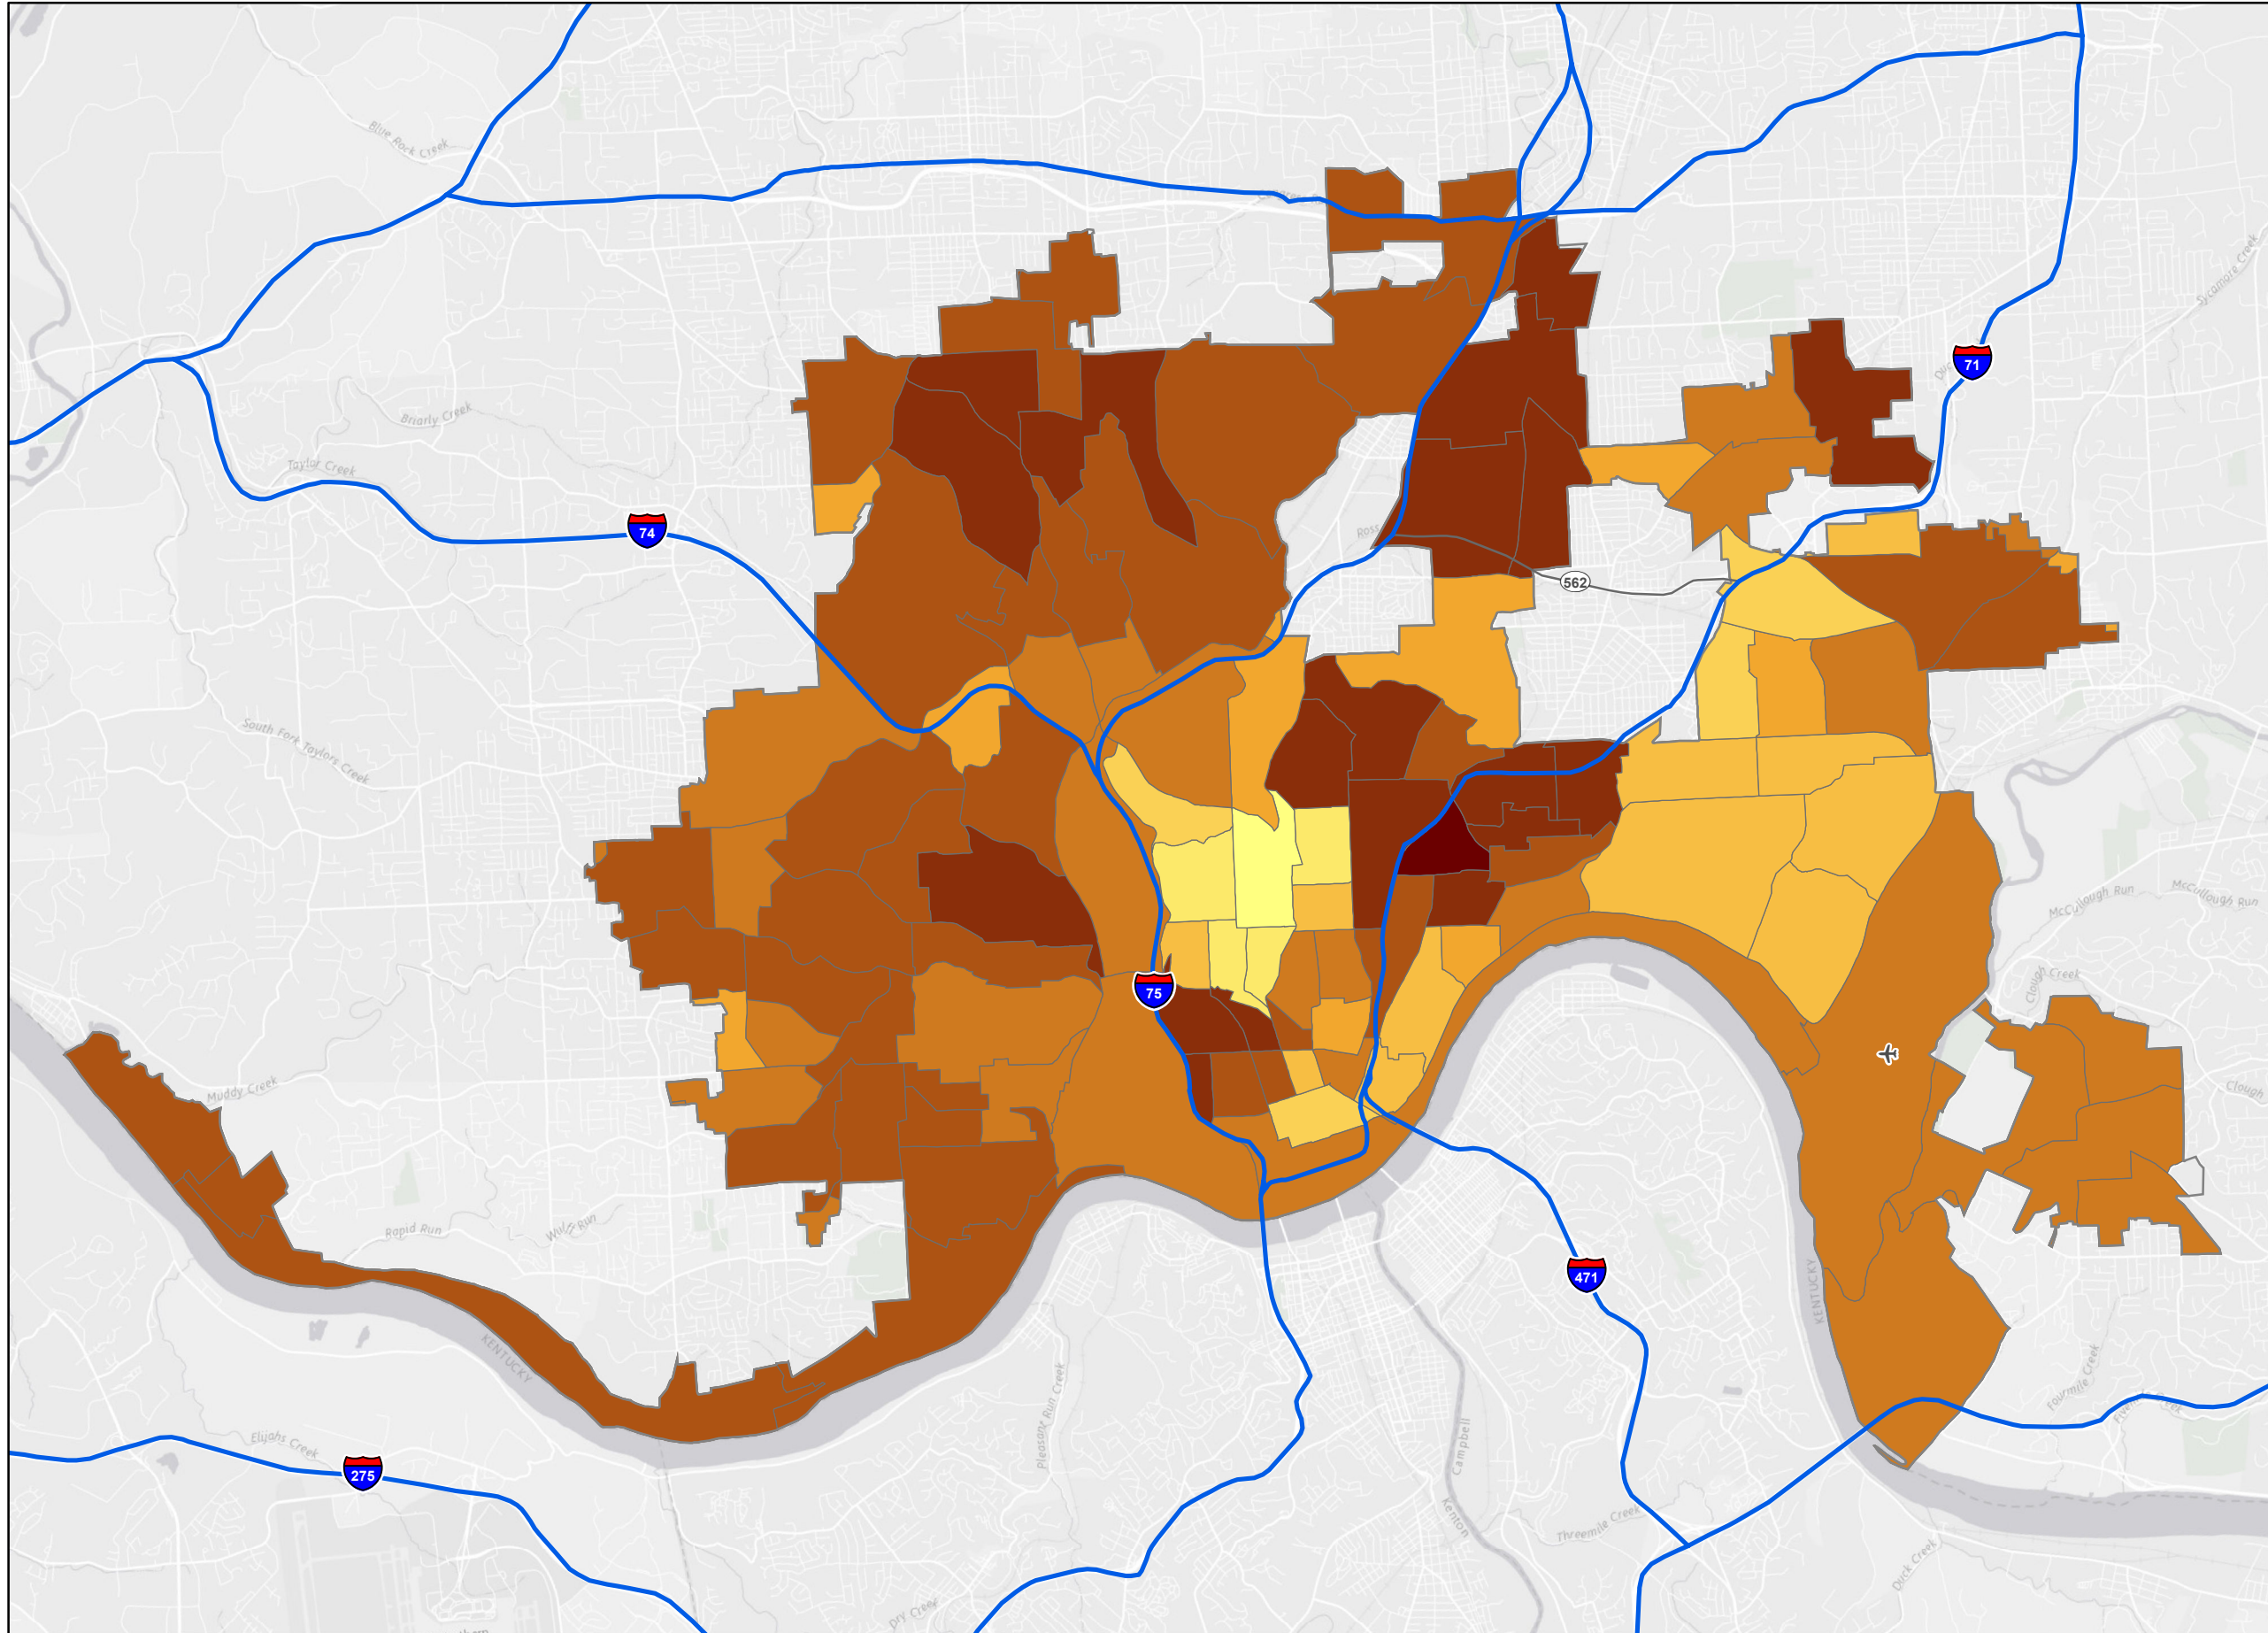 Blue Rock Creek
Sycamore Creek
71
Briarly Creek
Taylor Creek
74
Ross
562
South Fork Taylors Creek
McCullough Run
McCullough Run
Clough Creek
75
Muddy Creek
Clough
Rapid Run
Wulff Run
471
KENTUCKY
KENTUCKY
Pleasant Run Creek
Fourmile Creek
Elijahs Creek
275
Campbell
Kenton
Threemile Creek
Duck Creek
Dry Creek